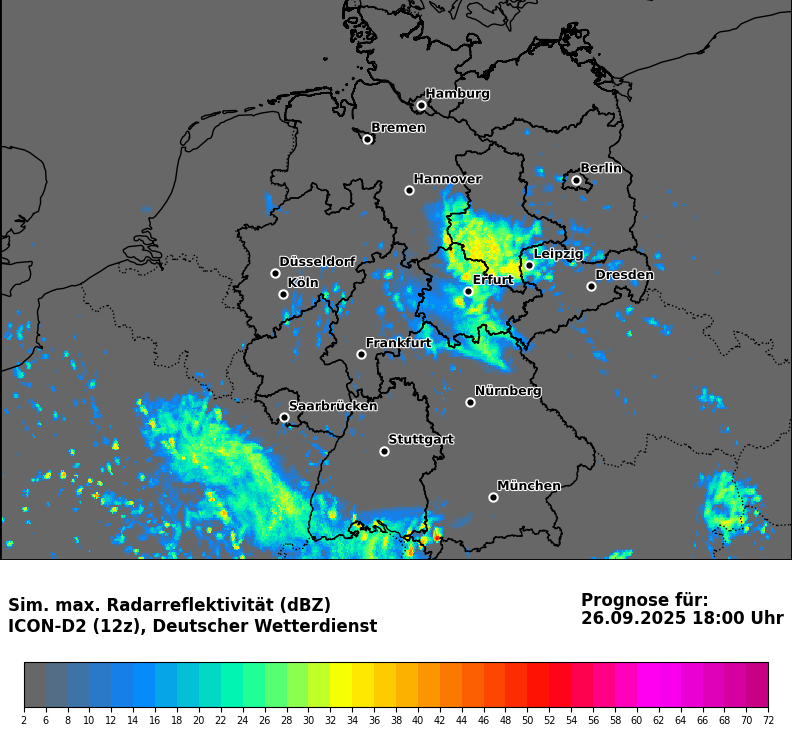 Hamburg
Bremen
Berlin
Hannover
Leipzig
Düsseldorf
Dresden
Erfurt
Köln
Frankfurt
Nürnberg
Saarbrücken
Stuttgart
München
Sim. max. Radarreflektivität (dBZ)
ICON-D2 (12z), Deutscher Wetterdienst
Prognose für:
26.09.2025 18:00 Uhr
2 6 8 10 12 14 16 18 20 22 24 26 28 30 32 34 36 38 40 42 44 46 48 50 52 54 56 58 60 62 64 66 68 70 72